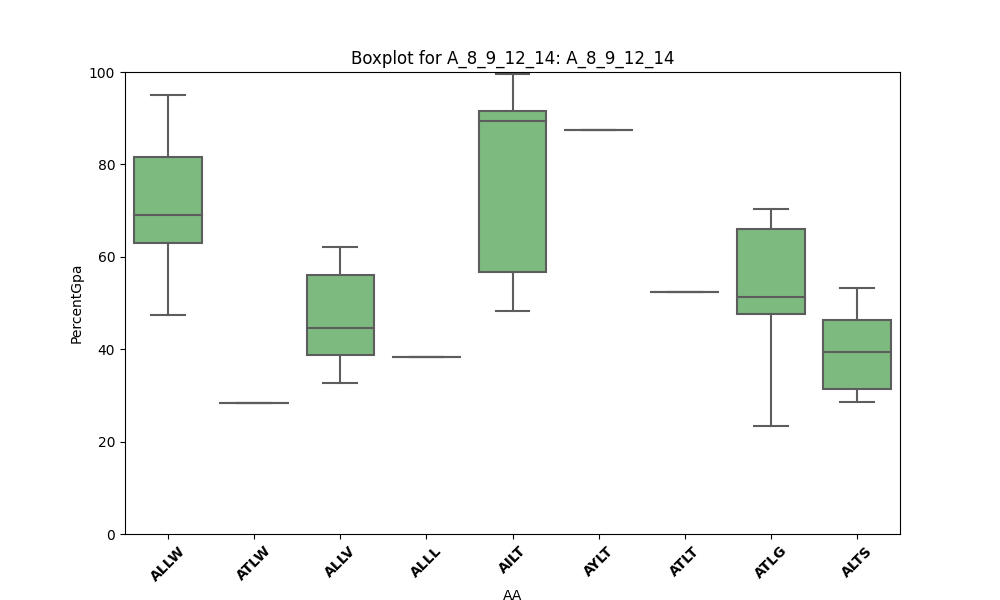 Boxplot for A_8_9_12_14: A_8_9_12_14
PercentGpa
100
80
60
40
20
0
ALLW ATLW ALLV ALLL AILT AYLT ATLT ATLG ALTS
AA